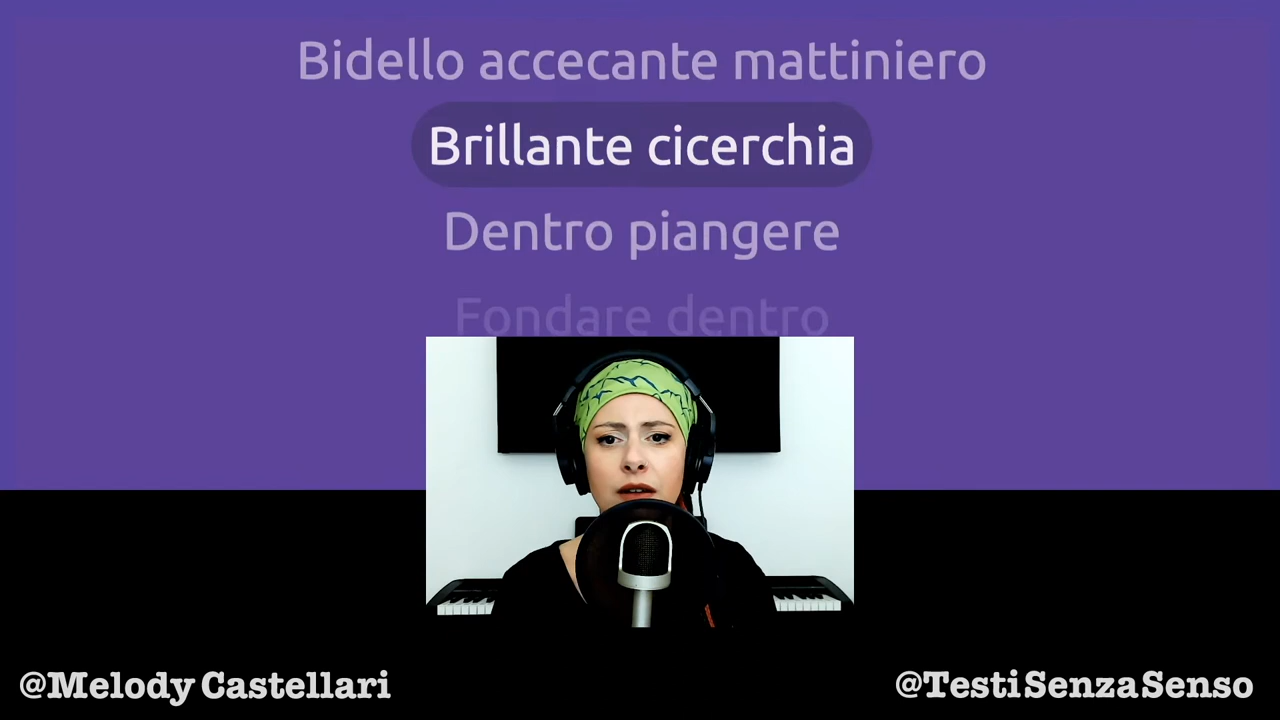 Bidello accecante mattiniero
Brillante cicerchia
Dentro piangere
Fondare dentro
@Melody Castellari
@TestiSenzaSenso